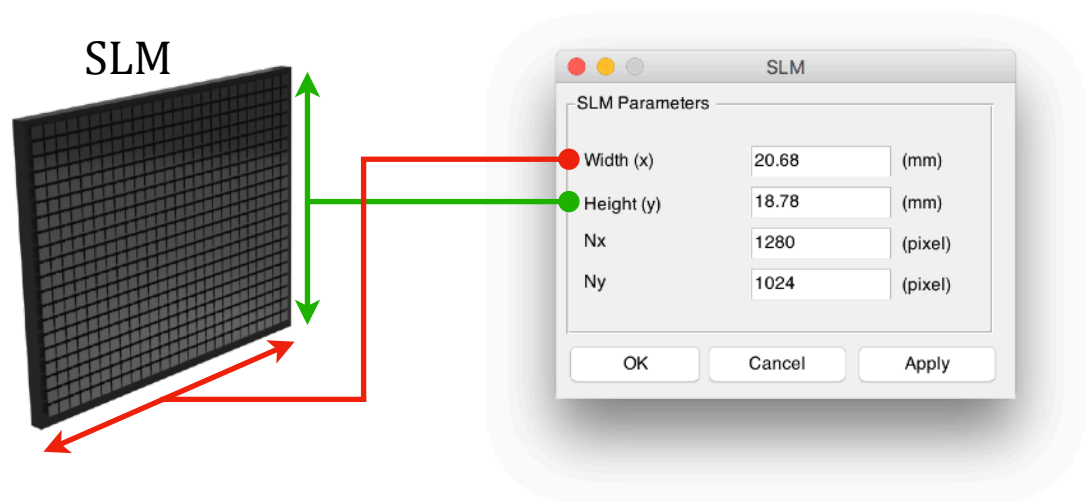 SLM
SLM
SLM Parameters
Width (x) 20.68 (mm)
Height (y) 18.78 (mm)
Nx 1280 (pixel)
Ny 1024 (pixel)
OK Cancel Apply